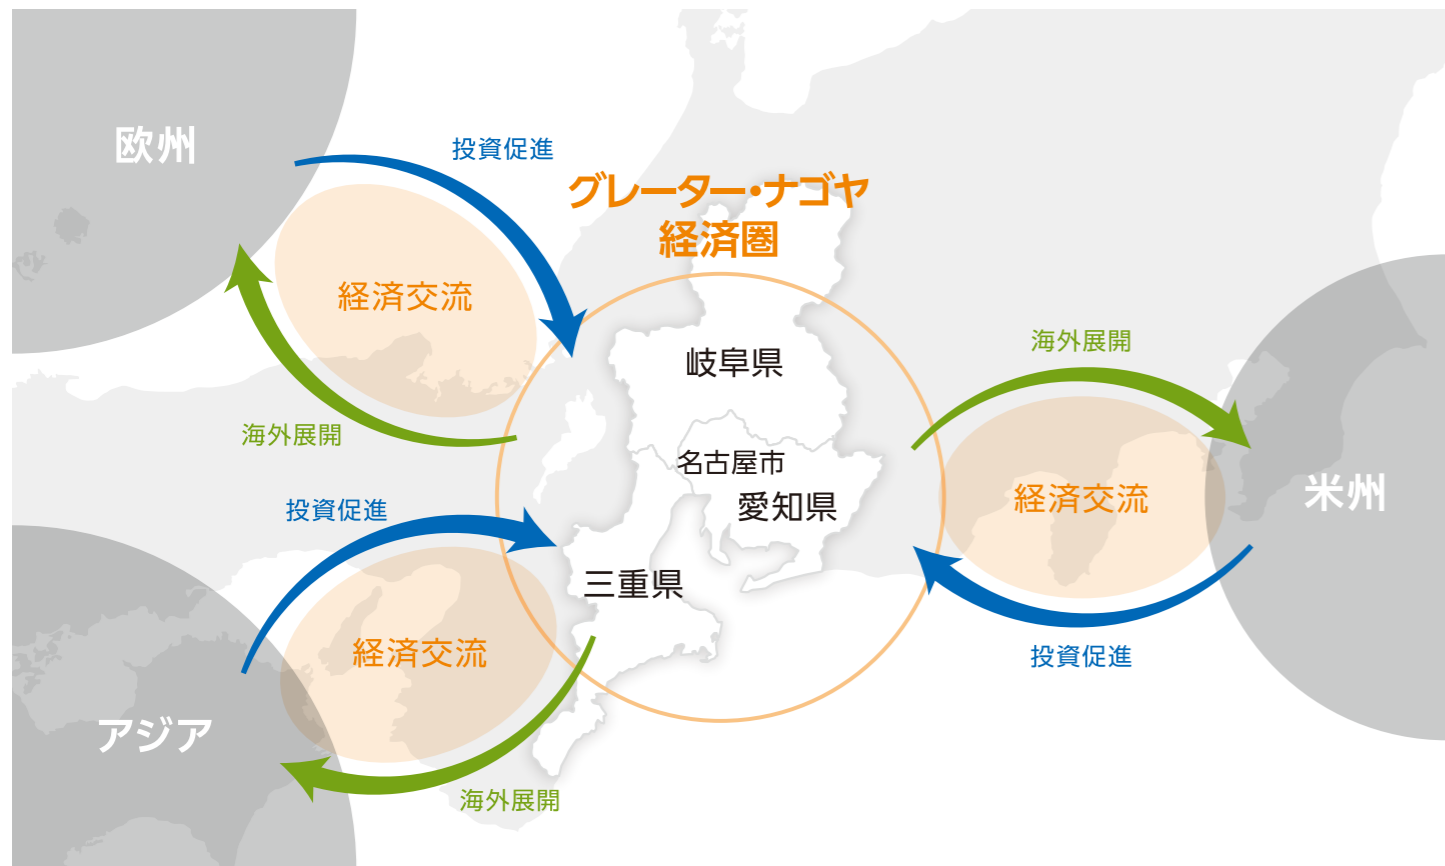 欧州
投資促進
グレーター・ナゴヤ
経済圏
経済交流
海外展開
岐阜県
海外展開
名古屋市
愛知県
経済交流
米州
投資促進
三重県
経済交流
投資促進
アジア
海外展開